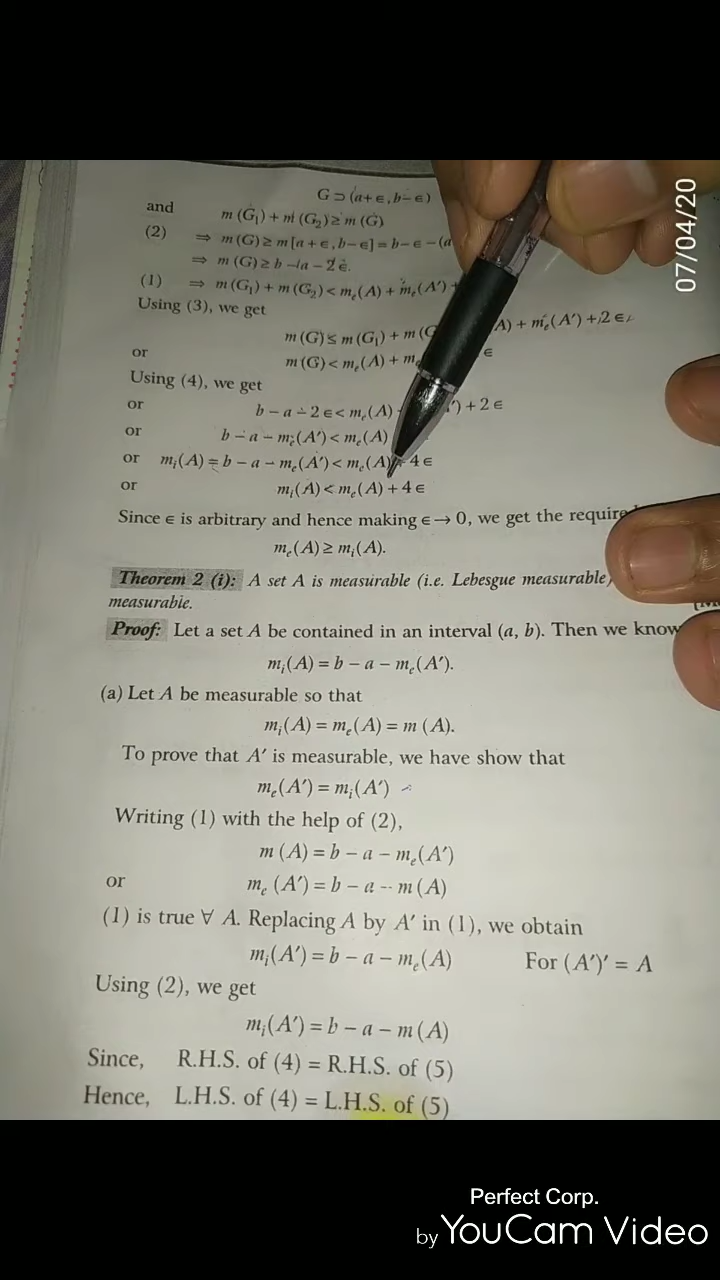 G ⊃ (a + ∈, b − ∈)
and m (G₁) + m (G₂) ≥ m (G)
(2) ⇒ m (G) ≥ m [a + ∈, b − ∈] = b − ∈ − (a
⇒ m (G) ≥ b − a − 2 ∈.
(1) ⇒ m (G₁) + m (G₂) < mₑ(A) + mₑ(A′) +
Using (3), we get
m (G) ≤ m (G₁) + m (G A) + mₑ(A′) + 2 ∈
or m (G) < mₑ(A) + mₑ ∈
Using (4), we get
or b − a − 2 ∈ < mₑ(A) ′) + 2 ∈
or b − a − mₑ(A′) < mₑ(A)
or mᵢ(A) = b − a − mₑ(A′) < mₑ(A) + 4 ∈
or mᵢ(A) < mₑ(A) + 4 ∈
Since ∈ is arbitrary and hence making ∈ → 0, we get the
mₑ(A) ≥ mᵢ(A).
Theorem 2 (i): A set A is measurable (i.e. Lebesgue measurable)
measurable.
Proof: Let a set A be contained in an interval (a, b). Then we know
mᵢ(A) = b − a − mₑ(A′).
(a) Let A be measurable so that
mᵢ(A) = mₑ(A) = m (A).
To prove that A′ is measurable, we have show that
mₑ(A′) = mᵢ(A′)
Writing (1) with the help of (2),
m (A) = b − a − mₑ(A′)
or mₑ (A′) = b − a -- m (A)
(1) is true ∀ A. Replacing A by A′ in (1), we obtain
mᵢ(A′) = b − a − mₑ(A) For (A′)′ = A
Using (2), we get
mᵢ(A′) = b − a − m (A)
Since, R.H.S. of (4) = R.H.S. of (5)
Hence, L.H.S. of (4) = L.H.S. of (5)
07/04/20
Perfect Corp.
by YouCam Video